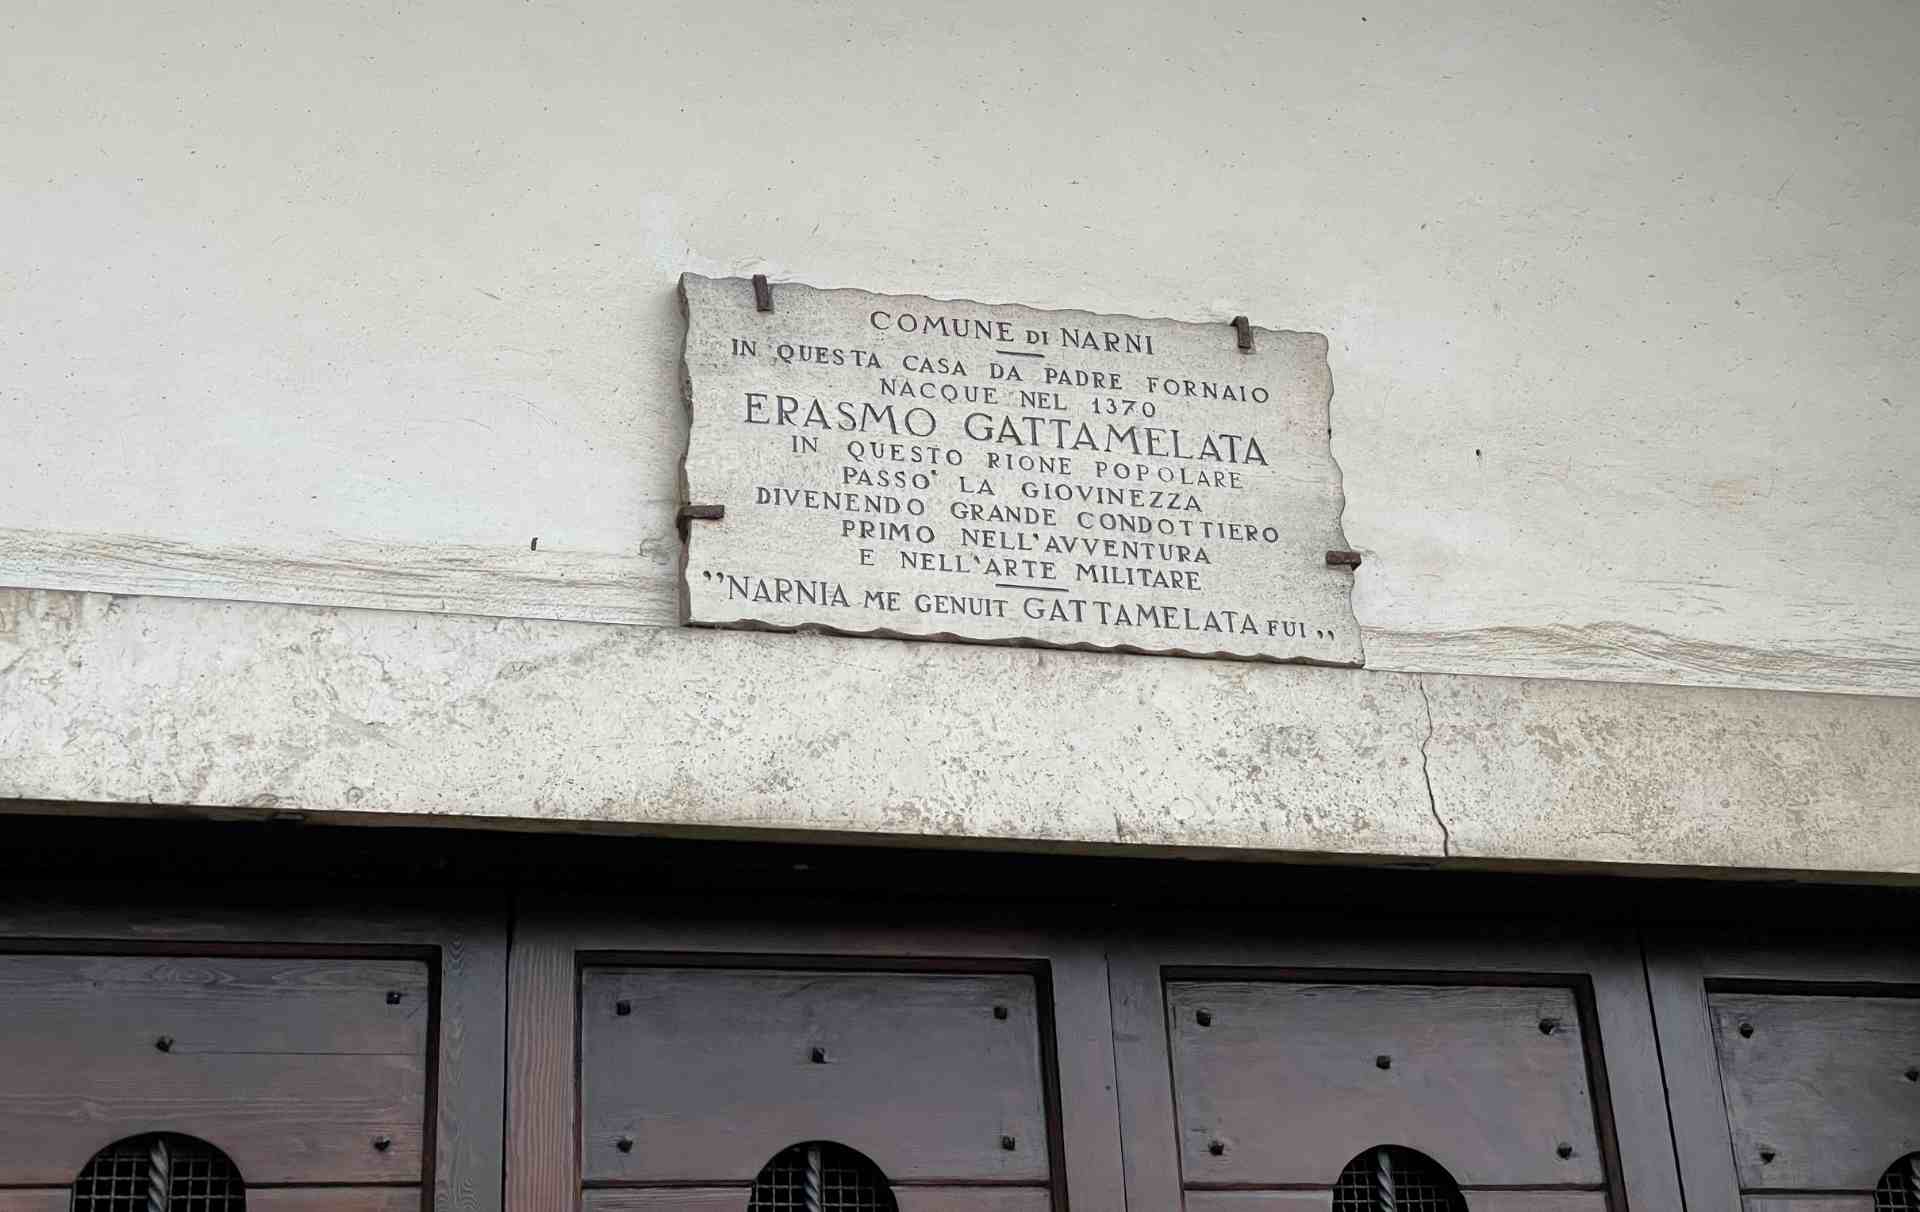 COMUNE DI NARNI
IN QUESTA CASA DA PADRE FORNAIO
NACQUE NEL 1370
ERASMO GATTAMELATA
IN QUESTO RIONE POPOLARE
PASSO' LA GIOVINEZZA
DIVENENDO GRANDE CONDOTTIERO
PRIMO NELL'AVVENTURA
E NELL'ARTE MILITARE
"NARNIA ME GENUIT GATTAMELATA FUI"